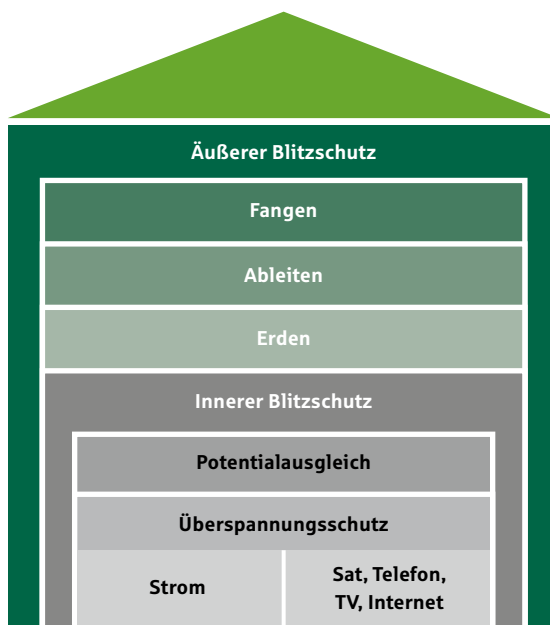 Äußerer Blitzschutz
Fangen
Ableiten
Erden
Innerer Blitzschutz
Potentialausgleich
Überspannungsschutz
Strom
Sat, Telefon,
TV, Internet